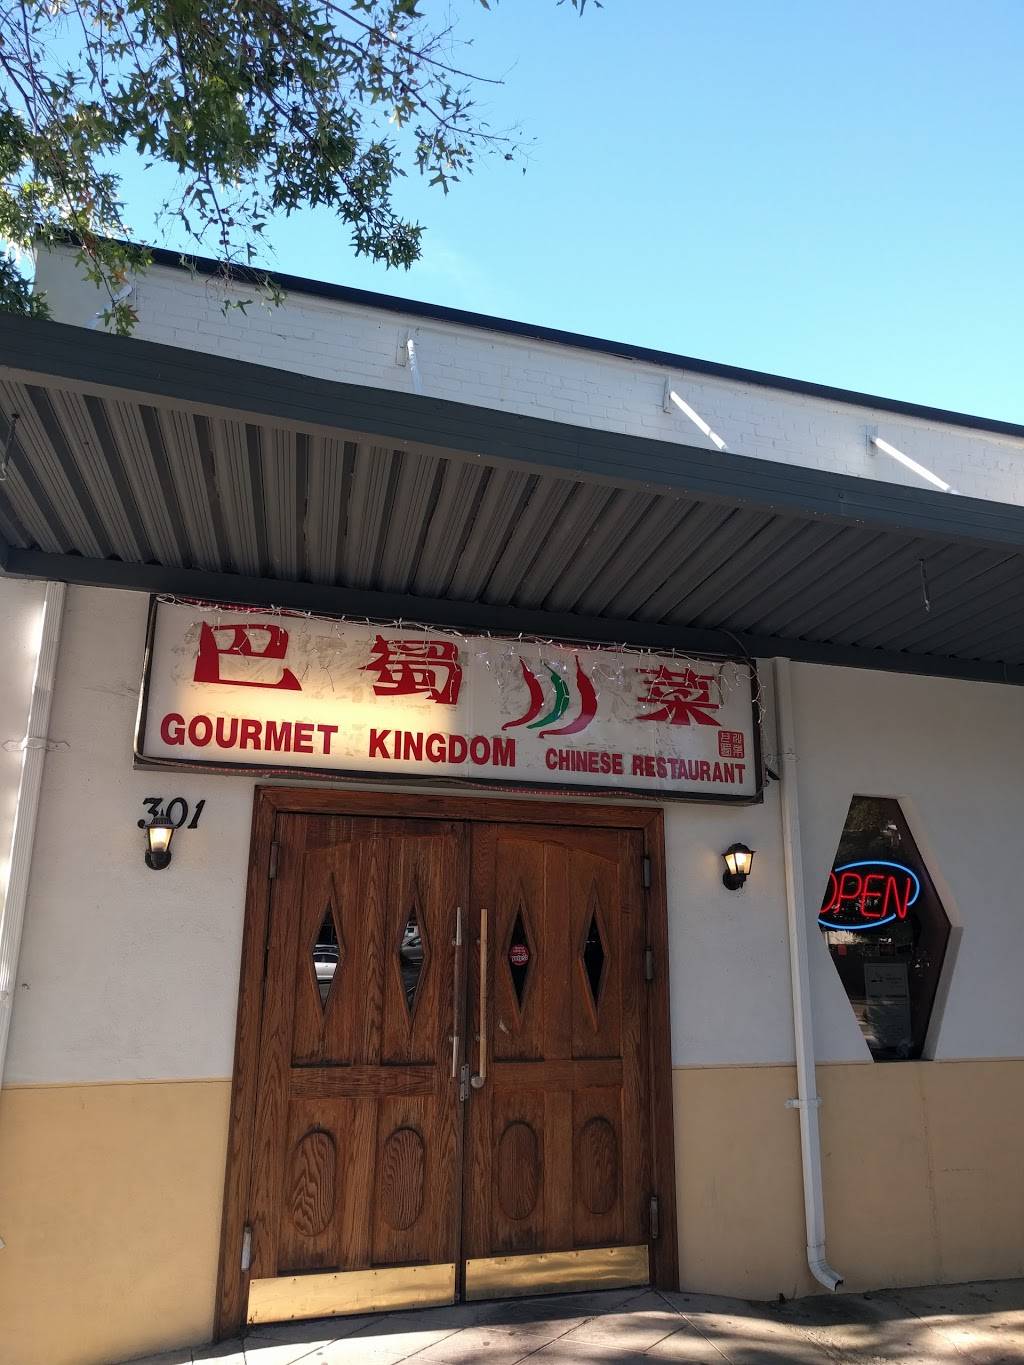 巴蜀川菜
GOURMET KINGDOM CHINESE RESTAURANT
301
OPEN